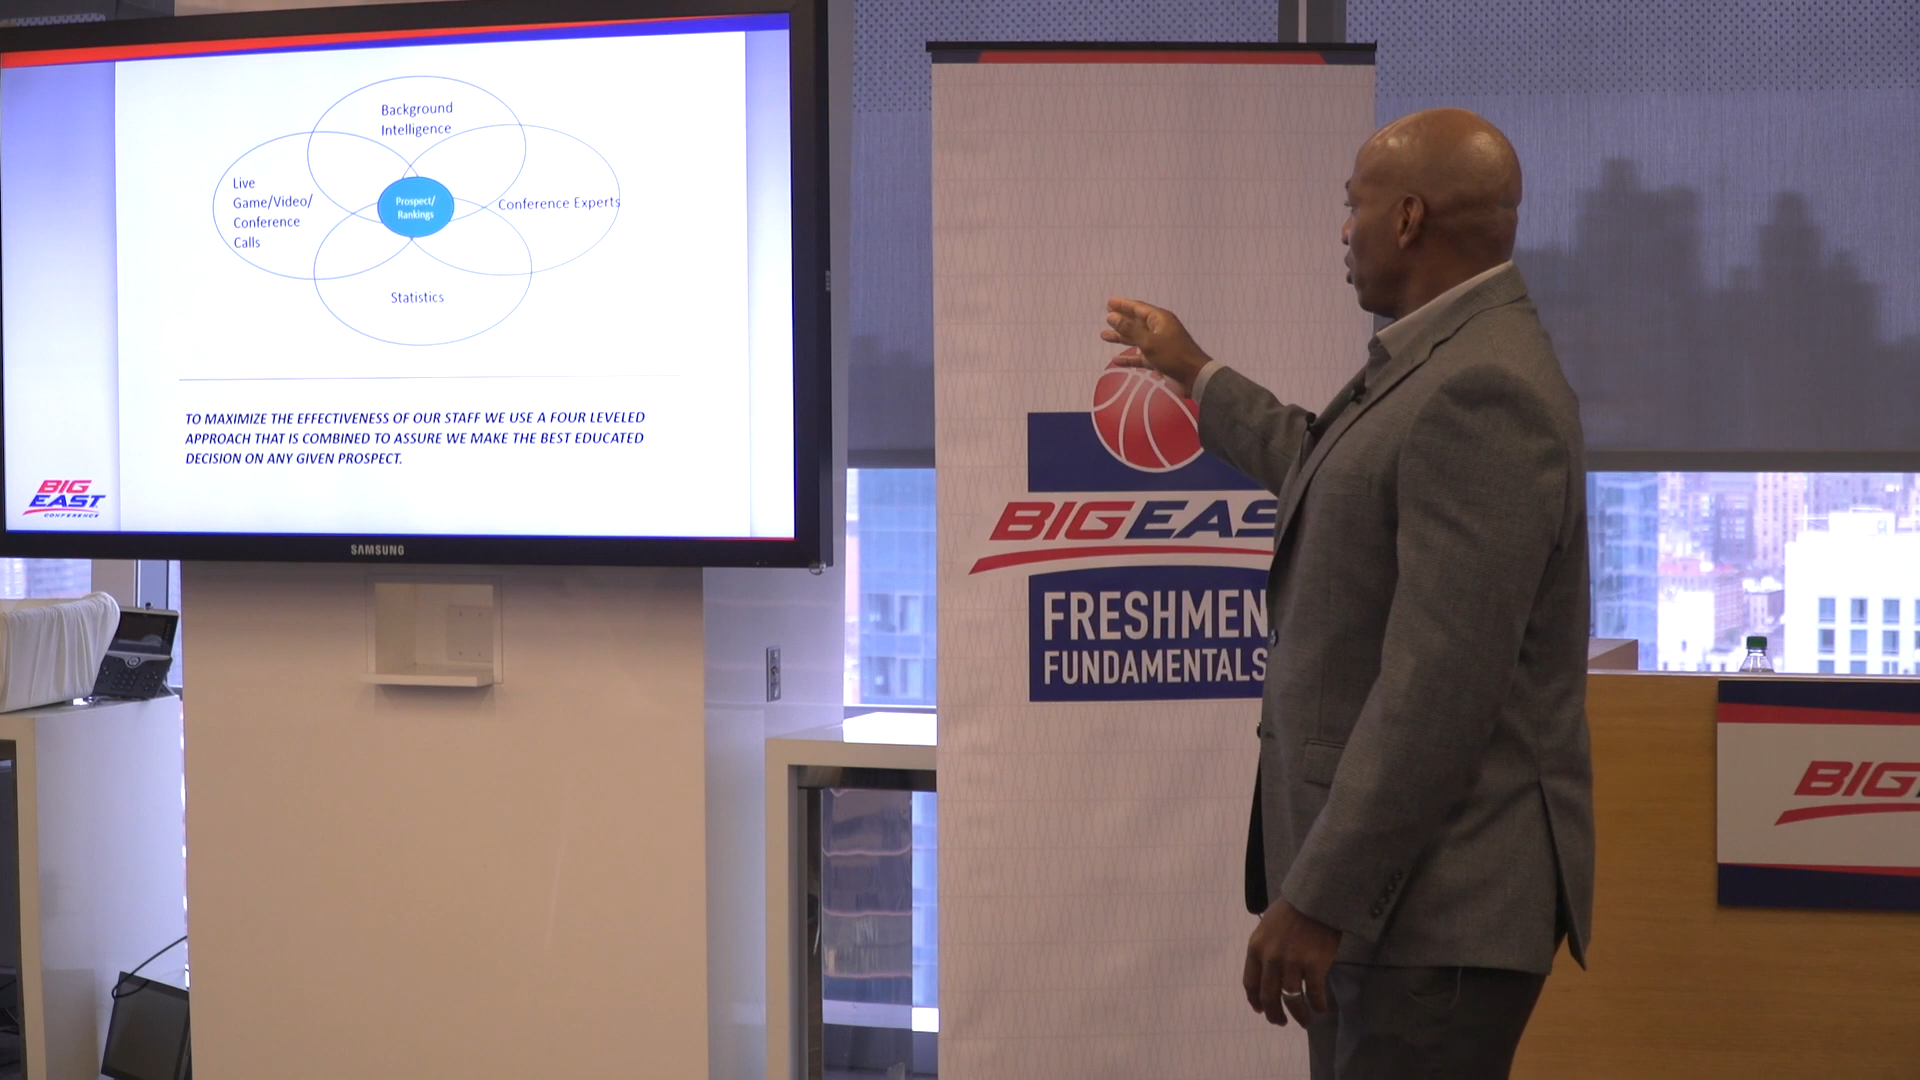 Background
Intelligence
Live
Game/Video/
Conference
Calls
Prospect/
Rankings
Conference Experts
Statistics
TO MAXIMIZE THE EFFECTIVENESS OF OUR STAFF WE USE A FOUR LEVELED
APPROACH THAT IS COMBINED TO ASSURE WE MAKE THE BEST EDUCATED
DECISION ON ANY GIVEN PROSPECT.
BIG
EAST
CONFERENCE
SAMSUNG
BIG EAS
FRESHMEN
FUNDAMENTALS
BIG